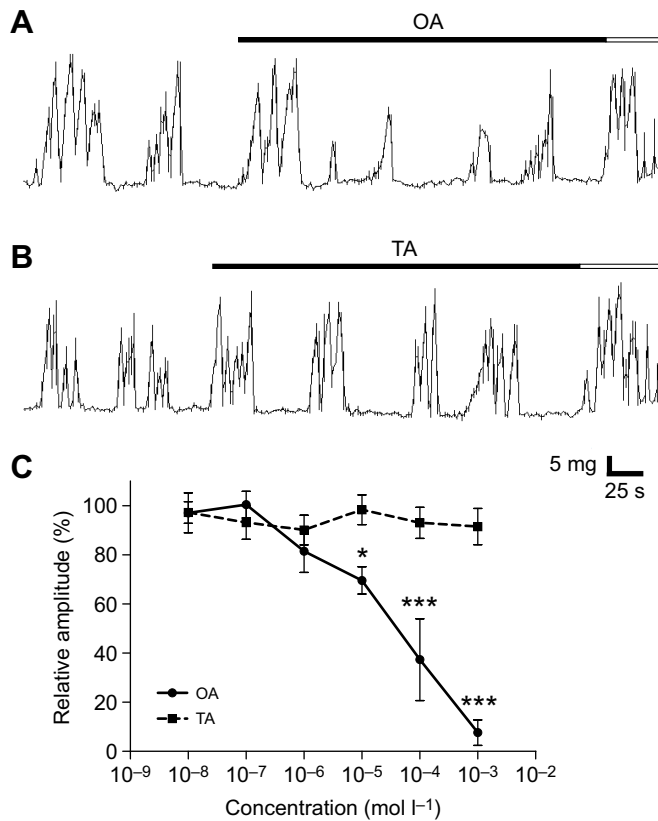 A
OA
B
TA
C
5 mg
25 s
100
80
60
40
20
0
Relative amplitude (%)
*
***
***
OA
TA
10⁻⁹ 10⁻⁸ 10⁻⁷ 10⁻⁶ 10⁻⁵ 10⁻⁴ 10⁻³ 10⁻²
Concentration (mol l⁻¹)